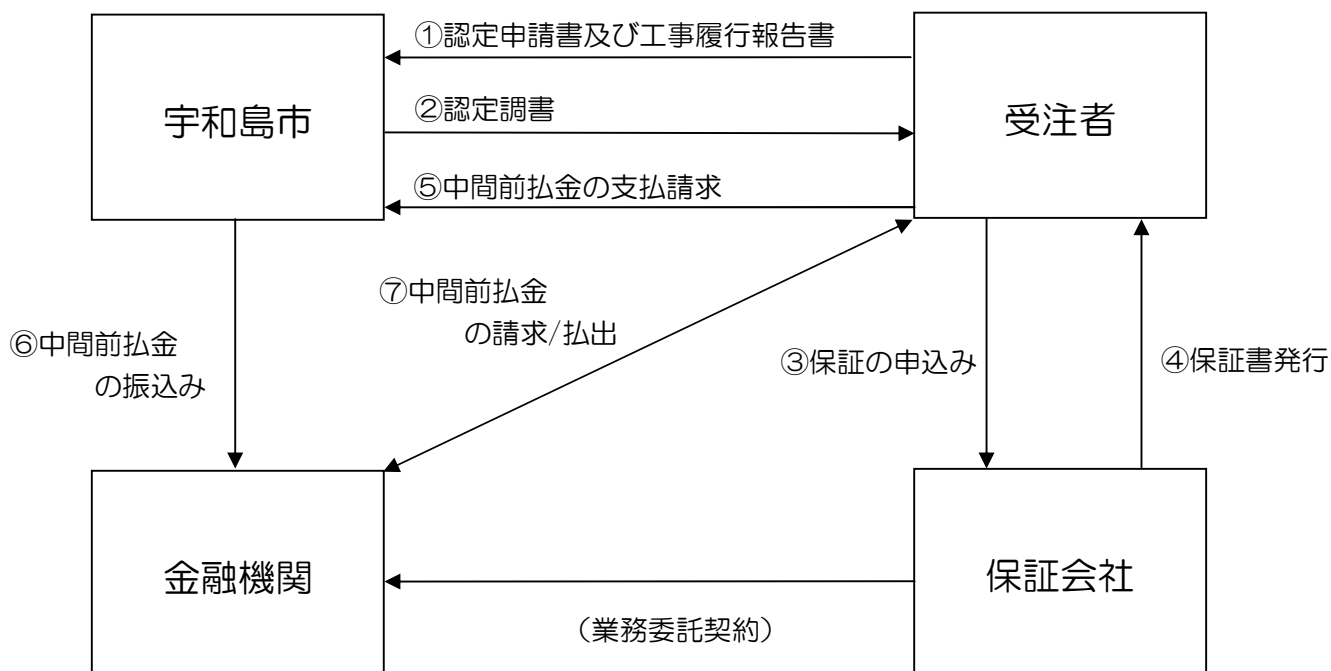 ①認定申請書及び工事履行報告書
宇和島市
②認定調書
受注者
⑤中間前払金の支払請求
⑦中間前払金
の請求/払出
⑥中間前払金
の振込み
③保証の申込み
④保証書発行
金融機関
保証会社
（業務委託契約）